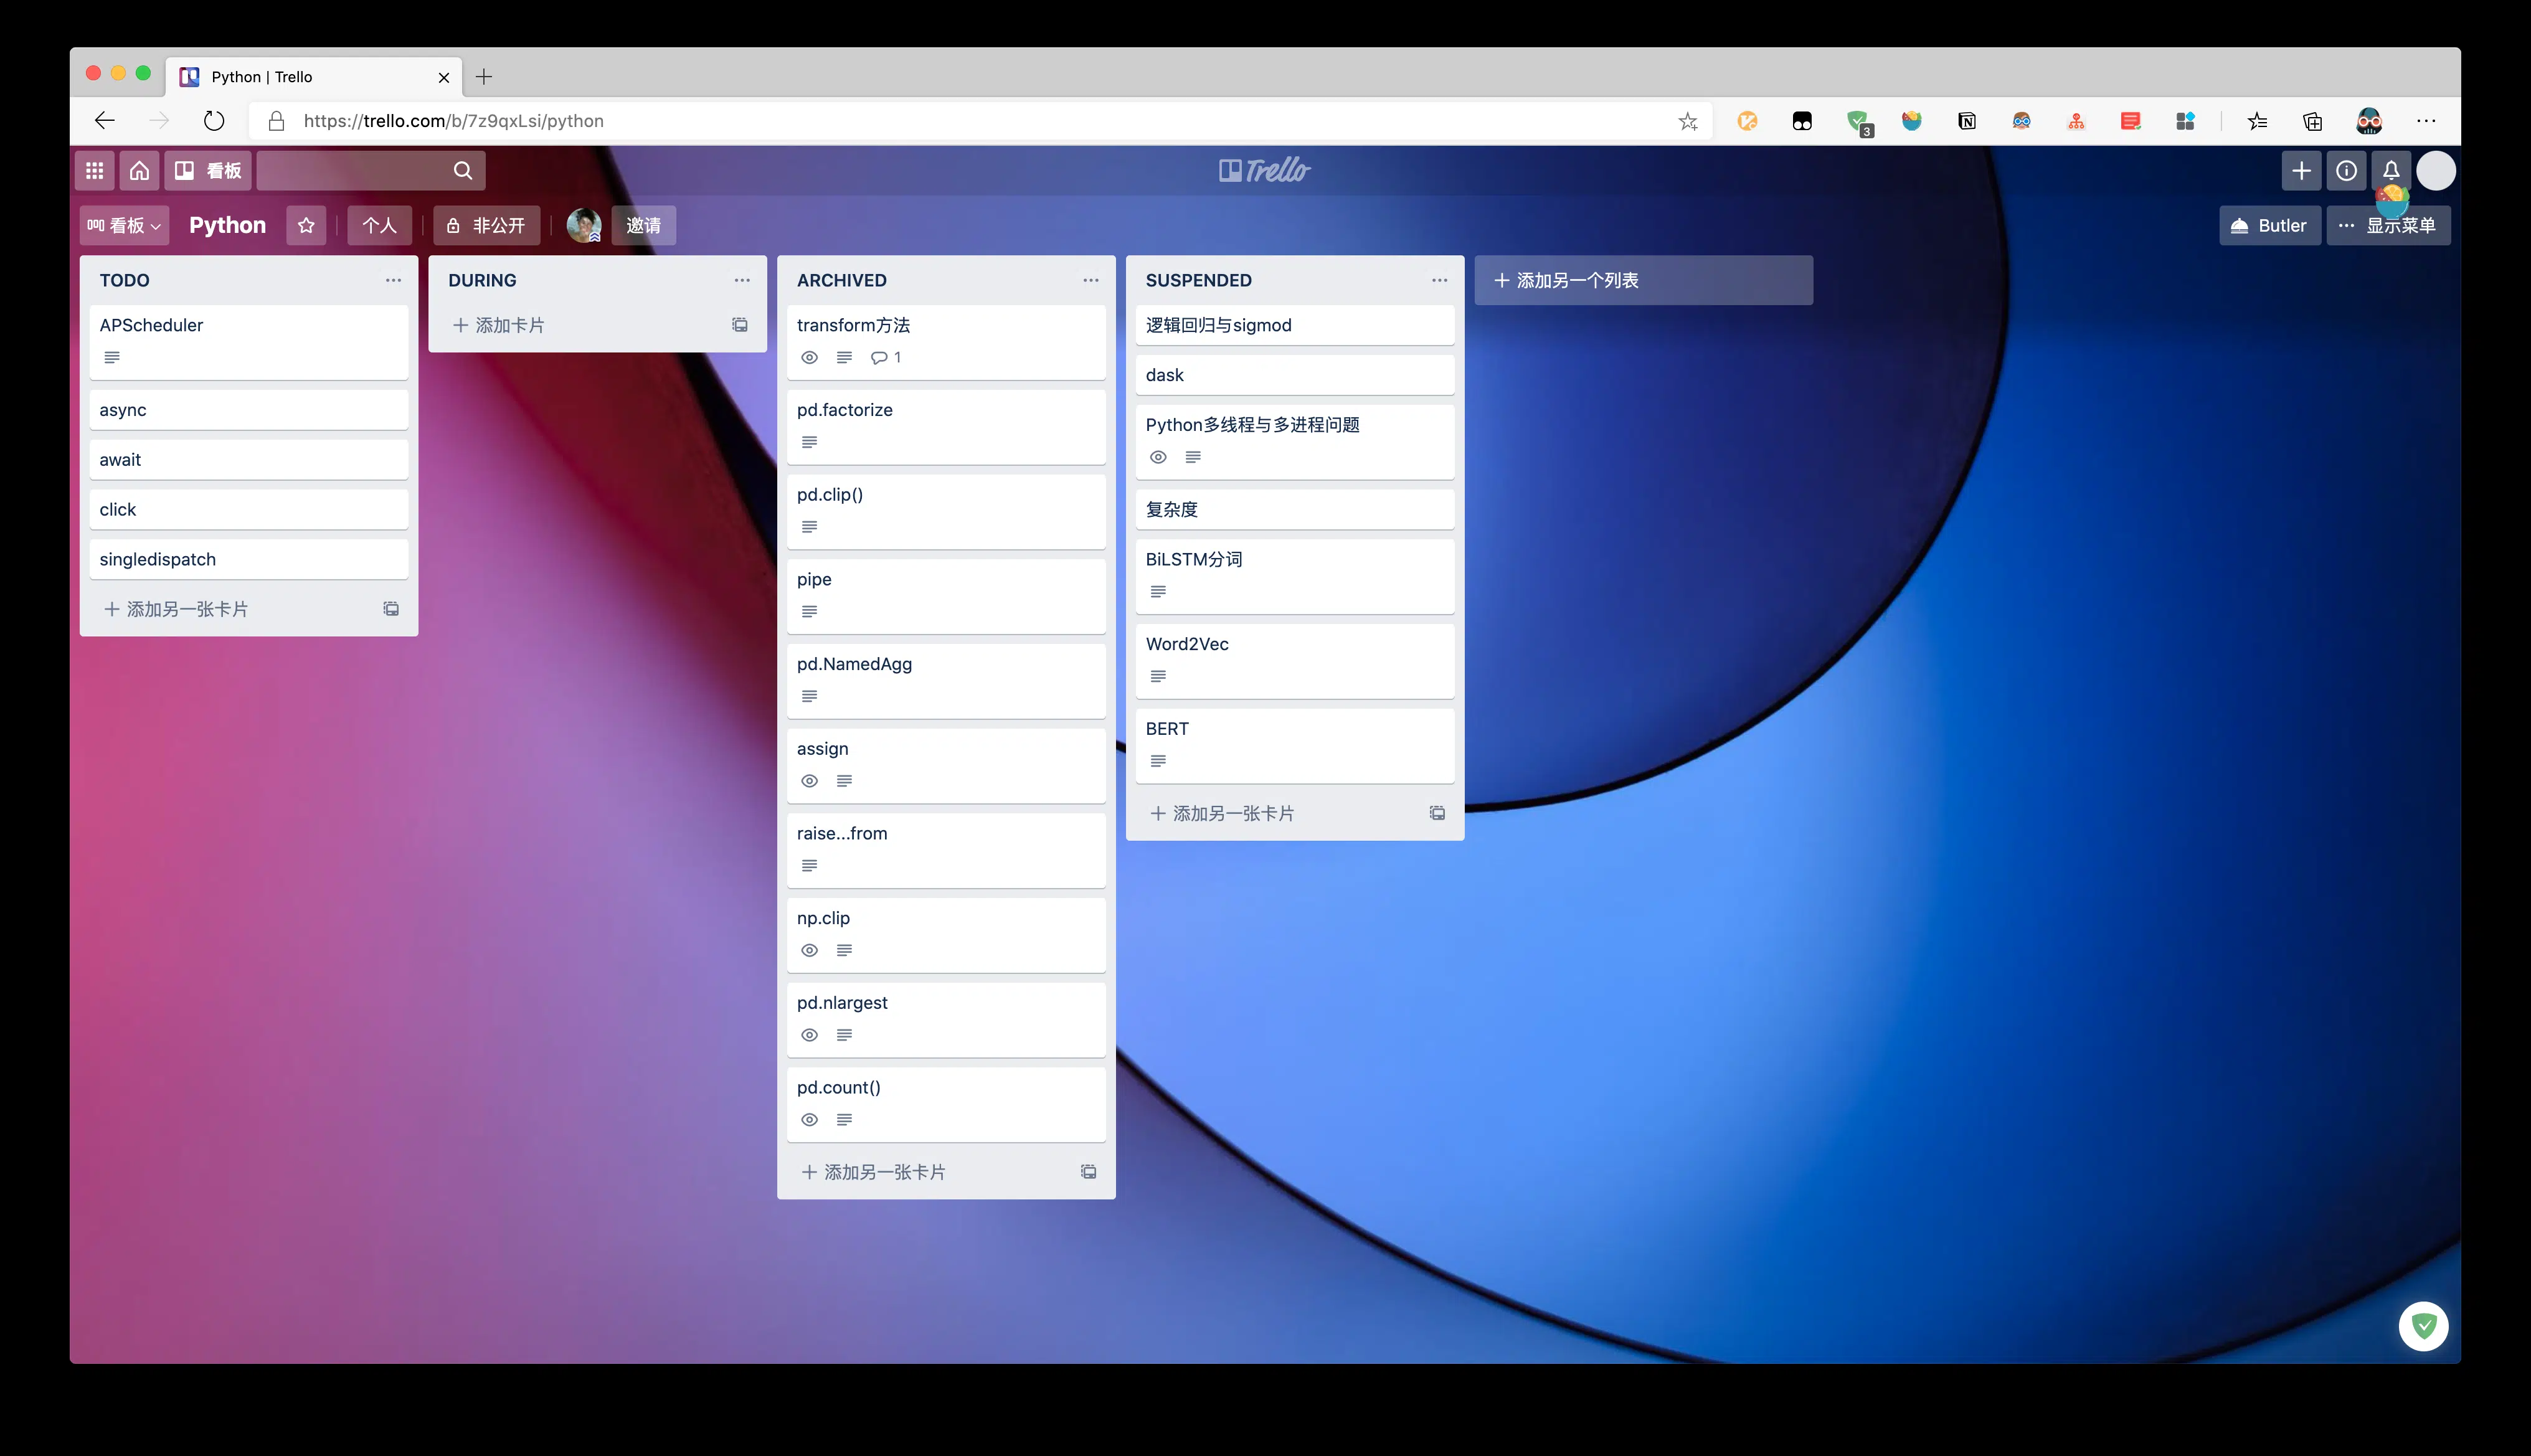 Python | Trello
https://trello.com/b/7z9qxLsi/python
3
看板
Trello
看板
Python
个人
非公开
邀请
Butler
显示菜单
TODO
APScheduler
async
await
click
singledispatch
添加另一张卡片
DURING
添加卡片
ARCHIVED
transform方法
1
pd.factorize
pd.clip()
pipe
pd.NamedAgg
assign
raise...from
np.clip
pd.nlargest
pd.count()
添加另一张卡片
SUSPENDED
逻辑回归与sigmod
dask
Python多线程与多进程问题
复杂度
BiLSTM分词
Word2Vec
BERT
添加另一张卡片
添加另一个列表